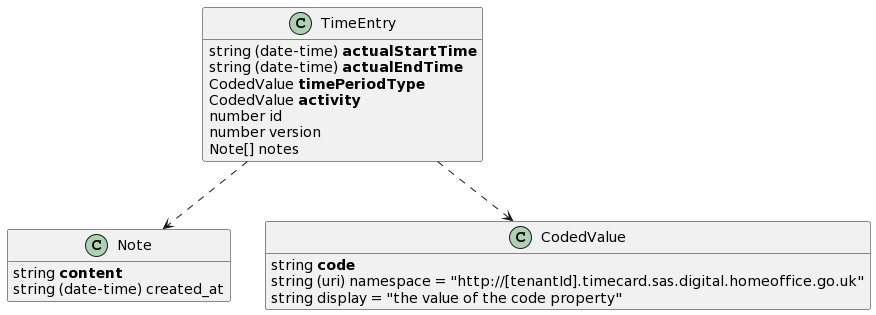 C TimeEntry
string (date-time) actualStartTime
string (date-time) actualEndTime
CodedValue timePeriodType
CodedValue activity
number id
number version
Note[] notes
C Note
string content
string (date-time) created_at
C CodedValue
string code
string (uri) namespace = "http://[tenantId].timecard.sas.digital.homeoffice.go.uk"
string display = "the value of the code property"